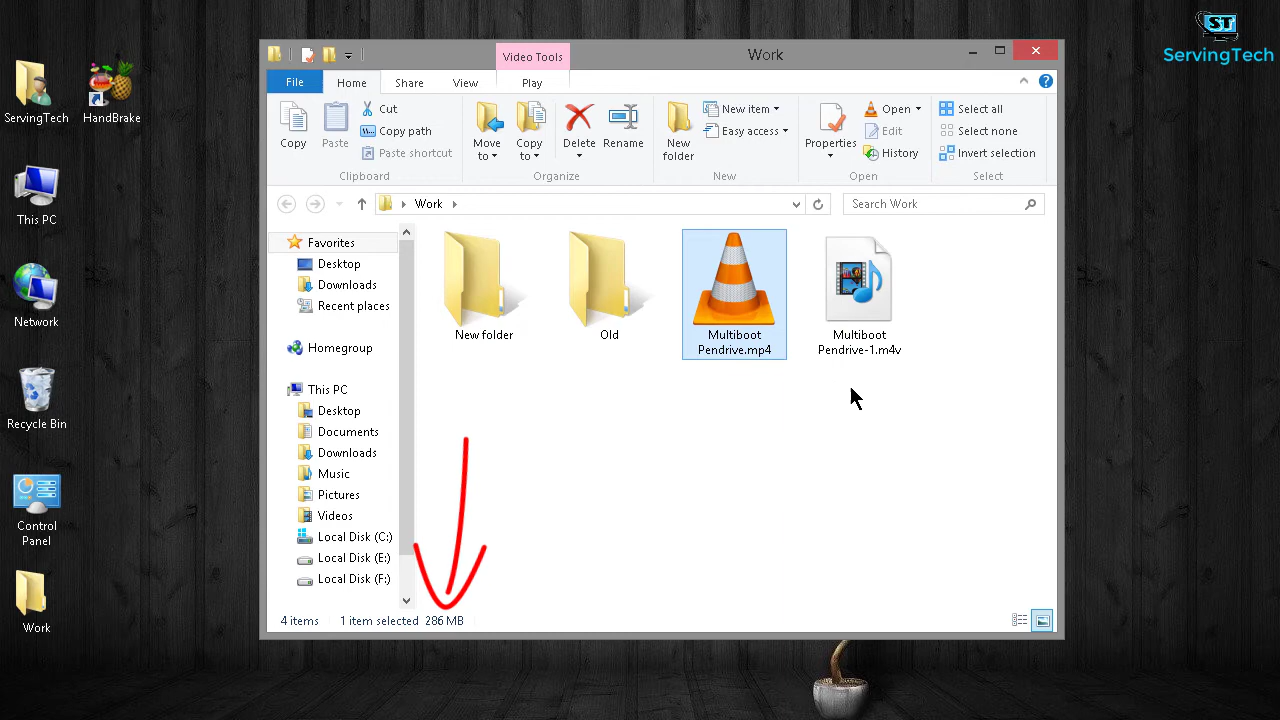 ST
ServingTech
ServingTech
HandBrake
This PC
Network
Recycle Bin
Control
Panel
Work
Video Tools
Work
File
Home
Share
View
Play
Copy
Paste
Cut
Copy path
Paste shortcut
Clipboard
Move
to
Copy
to
Delete
Rename
Organize
New
folder
New item
Easy access
New
Properties
Open
Edit
History
Open
Select all
Select none
Invert selection
Select
Work
Search Work
Favorites
Desktop
Downloads
Recent places
Homegroup
This PC
Desktop
Documents
Downloads
Music
Pictures
Videos
Local Disk (C:)
Local Disk (E:)
Local Disk (F:)
New folder
Old
Multiboot
Pendrive.mp4
Multiboot
Pendrive-1.m4v
4 items
1 item selected 286 MB